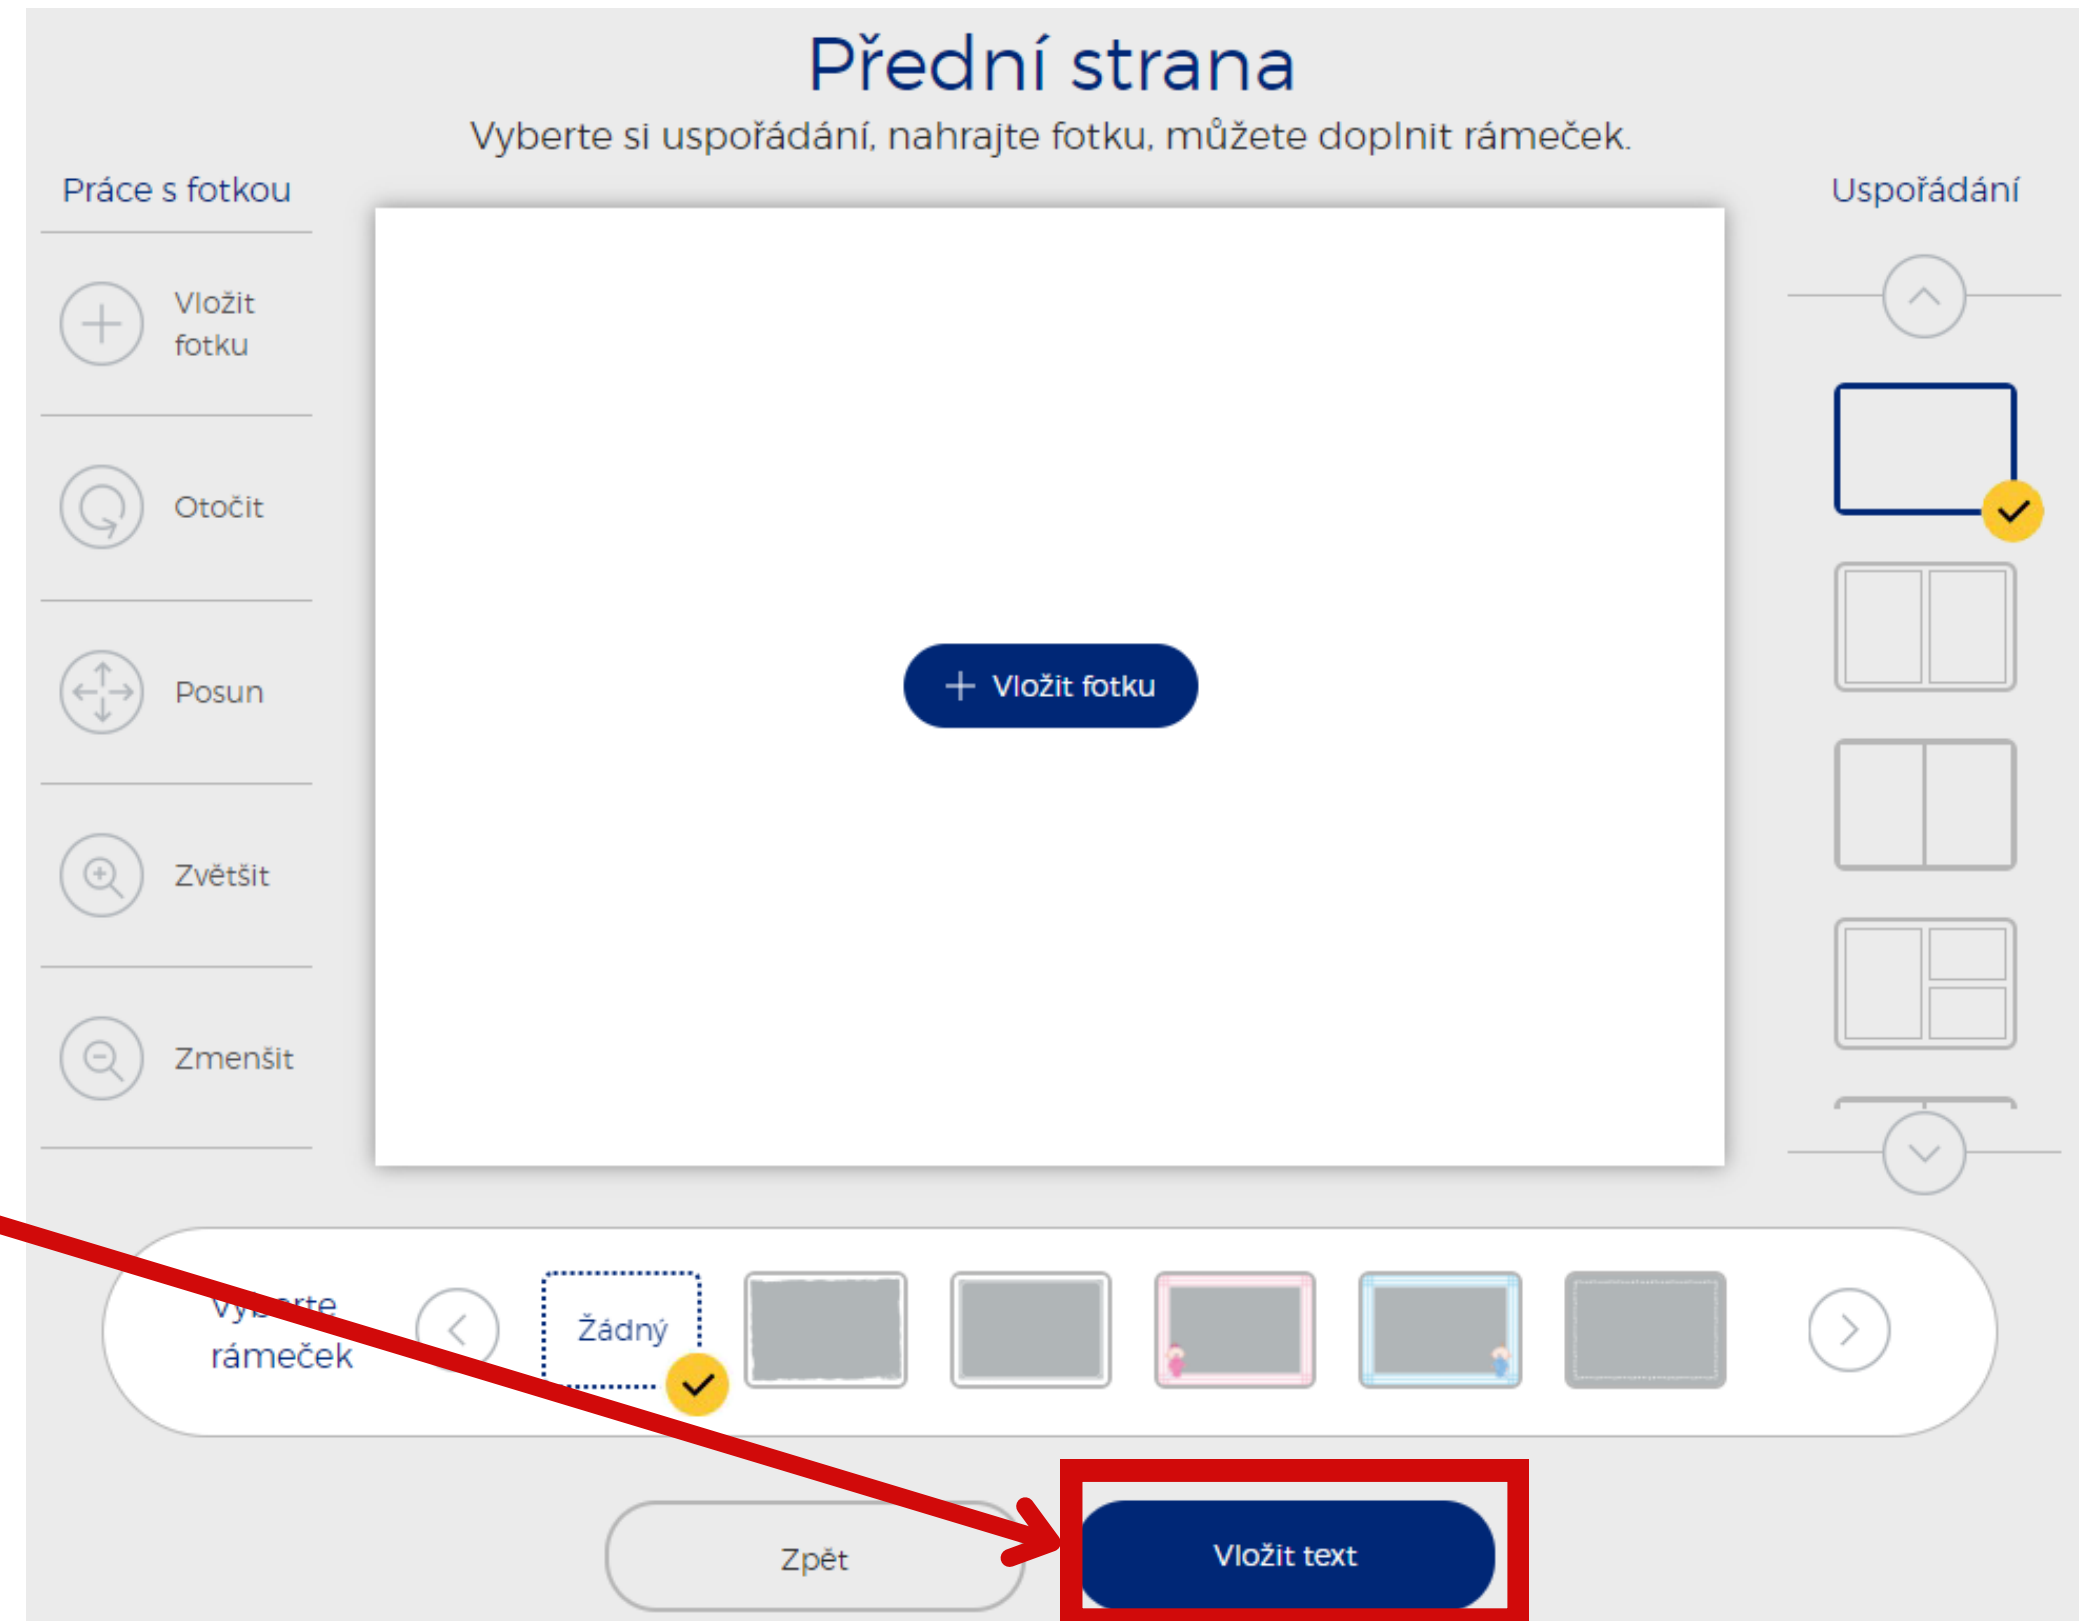 Přední strana
Vyberte si uspořádání, nahrajte fotku, můžete doplnit rámeček.
Práce s fotkou
Vložit
fotku
Otočit
Posun
Zvětšit
Zmenšit
+ Vložit fotku
Uspořádání
Vyberte
rámeček
Žádný
Zpět
Vložit text